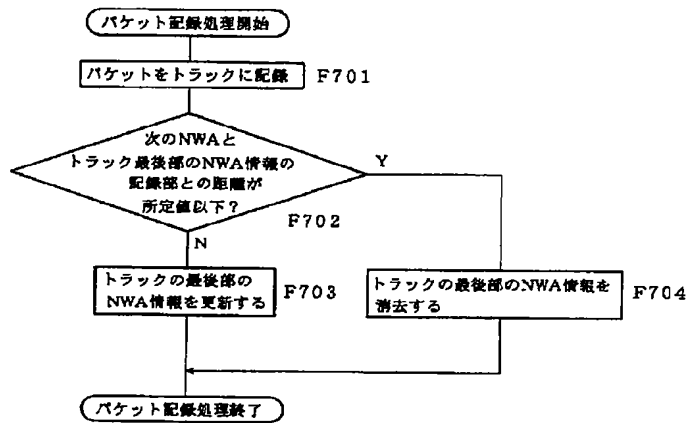 パケット記録処理開始
パケットをトラックに記録
F701
次のNWAと
トラック最後部のNWA情報の
記録部との距離が
所定値以下？
Y
F702
N
トラックの最後部の
NWA情報を更新する
F703
トラックの最後部のNWA情報を
消去する
F704
パケット記録処理終了